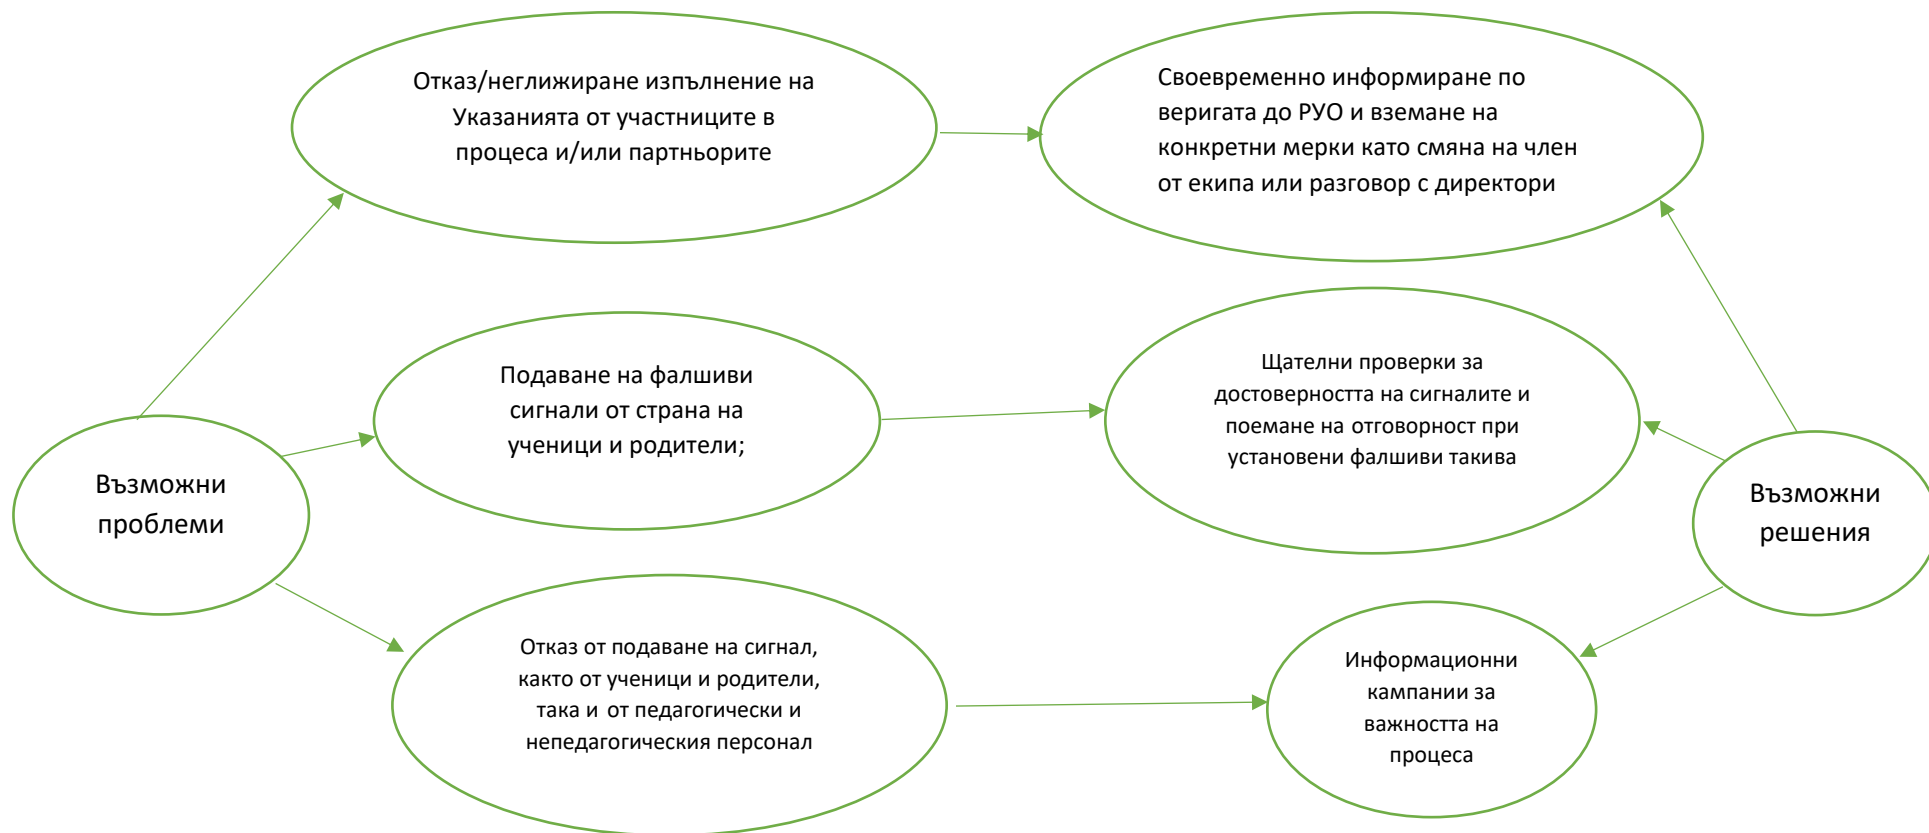 Отказ/неглижиране изпълнение на
Указанията от участниците в
процеса и/или партньорите
Своевременно информиране по
веригата до РУО и вземане на
конкретни мерки като смяна на член
от екипа или разговор с директори
Подаване на фалшиви
сигнали от страна на
ученици и родители;
Щателни проверки за
достоверността на сигналите и
поемане на отговорност при
установени фалшиви такива
Възможни
проблеми
Възможни
решения
Отказ от подаване на сигнал,
както от ученици и родители,
така и от педагогически и
непедагогическия персонал
Информационни
кампании за
важността на
процеса